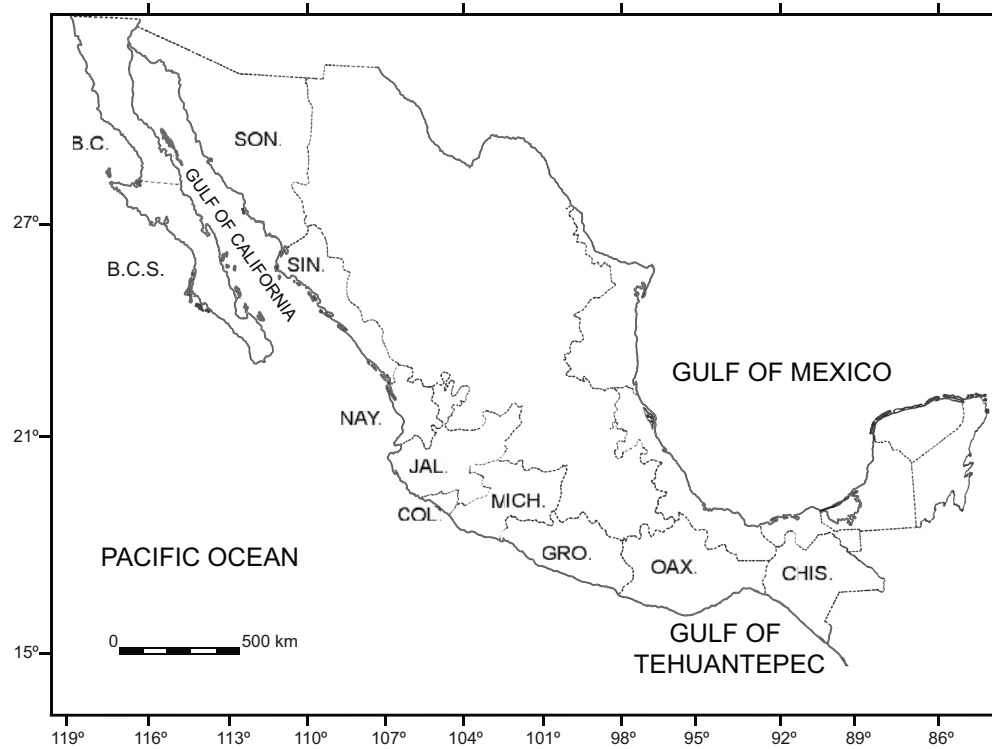 B.C.
SON.
GULF OF CALIFORNIA
27º
B.C.S.
SIN.
GULF OF MEXICO
NAY.
21º
JAL.
MICH.
COL.
PACIFIC OCEAN
GRO.
OAX.
CHIS.
0
500 km
GULF OF
TEHUANTEPEC
15º
119º 116º 113º 110º 107º 104º 101º 98º 95º 92º 89º 86º